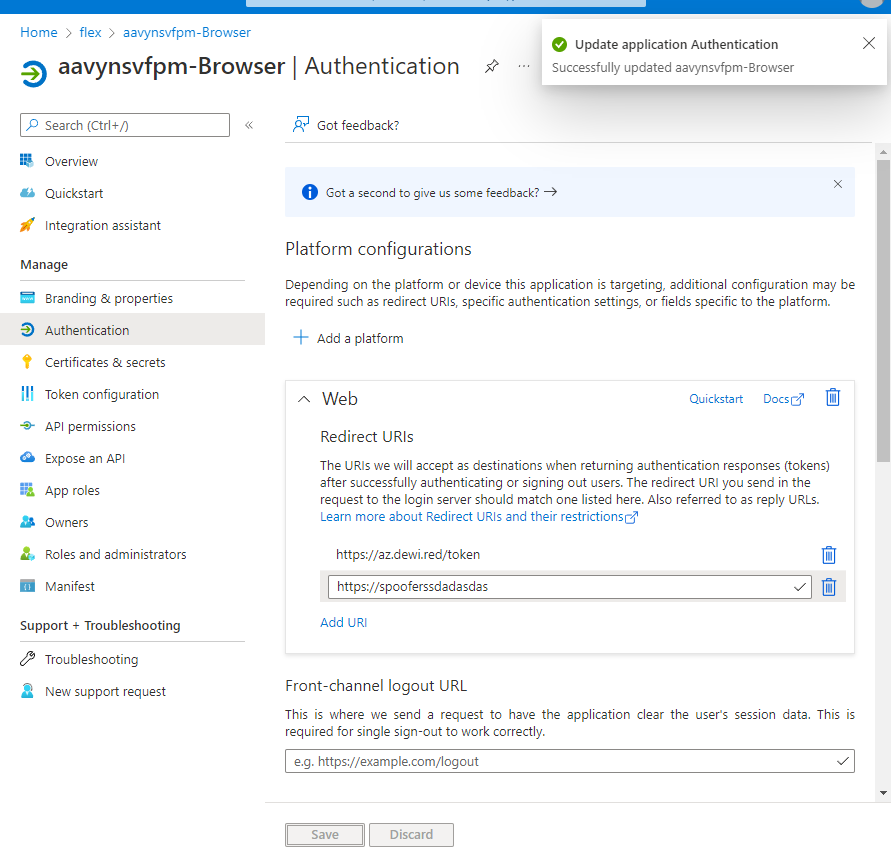 Home > flex > aavynsvfpm-Browser
aavynsvfpm-Browser | Authentication
Update application Authentication
Successfully updated aavynsvfpm-Browser
Search (Ctrl+/)
Overview
Quickstart
Integration assistant
Manage
Branding & properties
Authentication
Certificates & secrets
Token configuration
API permissions
Expose an API
App roles
Owners
Roles and administrators
Manifest
Support + Troubleshooting
Troubleshooting
New support request
Got feedback?
Got a second to give us some feedback? →
Platform configurations
Depending on the platform or device this application is targeting, additional configuration may be
required such as redirect URIs, specific authentication settings, or fields specific to the platform.
Add a platform
Web
Quickstart
Docs
Redirect URIs
The URIs we will accept as destinations when returning authentication responses (tokens)
after successfully authenticating or signing out users. The redirect URI you send in the
request to the login server should match one listed here. Also referred to as reply URLs.
Learn more about Redirect URIs and their restrictions
https://az.dewi.red/token
https://spooferssdadasdas
Add URI
Front-channel logout URL
This is where we send a request to have the application clear the user's session data. This is
required for single sign-out to work correctly.
e.g. https://example.com/logout
Save
Discard